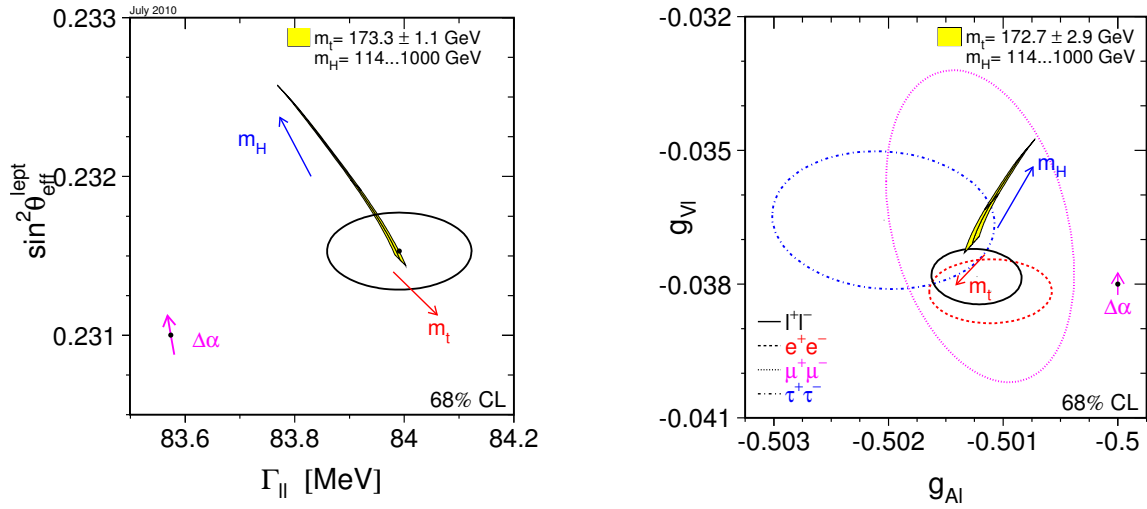 July 2010
0.233
0.232
0.231
sin²θ^lept_eff
m_t= 173.3 ± 1.1 GeV
m_H= 114...1000 GeV
m_H
m_t
Δα
68% CL
83.6 83.8 84 84.2
Γ_ll [MeV]
-0.032
-0.035
-0.038
-0.041
g_Vl
m_t= 172.7 ± 2.9 GeV
m_H= 114...1000 GeV
m_H
m_t
Δα
l⁺l⁻
e⁺e⁻
μ⁺μ⁻
τ⁺τ⁻
68% CL
-0.503 -0.502 -0.501 -0.5
g_Al